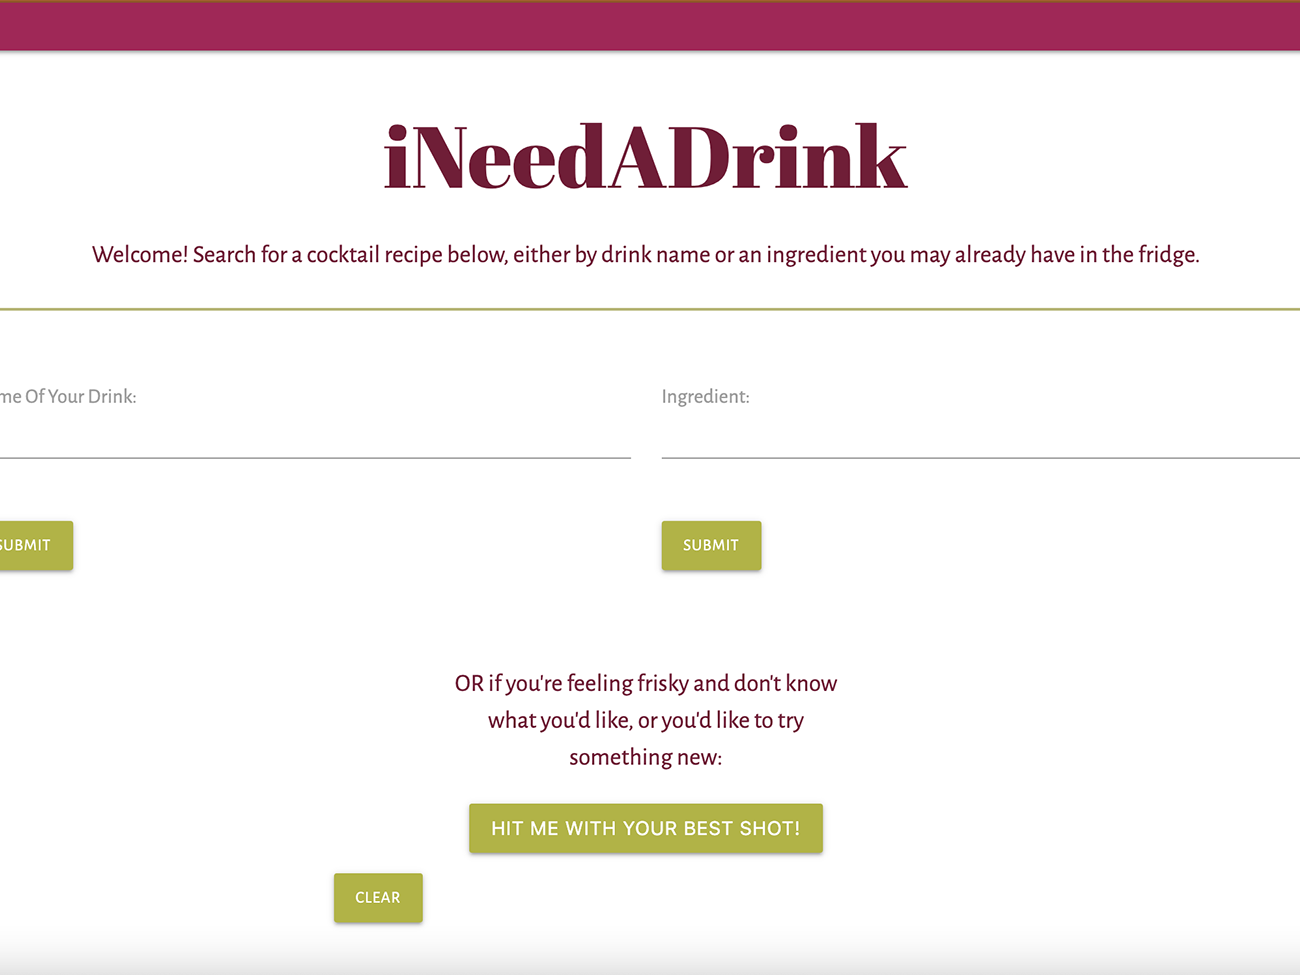 iNeedADrink
Welcome! Search for a cocktail recipe below, either by drink name or an ingredient you may already have in the fridge.
me Of Your Drink:
Ingredient:
SUBMIT
SUBMIT
OR if you're feeling frisky and don't know
what you'd like, or you'd like to try
something new:
HIT ME WITH YOUR BEST SHOT!
CLEAR